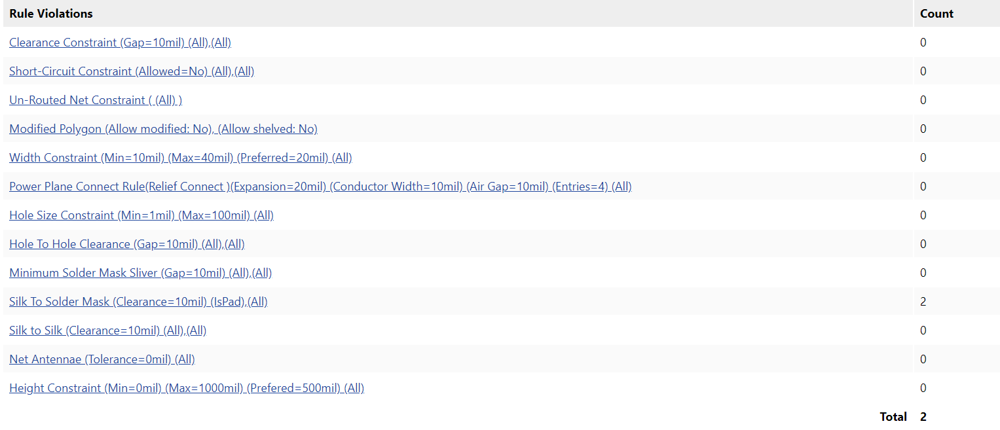 Rule Violations Count
Clearance Constraint (Gap=10mil) (All),(All) 0
Short-Circuit Constraint (Allowed=No) (All),(All) 0
Un-Routed Net Constraint ( (All) ) 0
Modified Polygon (Allow modified: No), (Allow shelved: No) 0
Width Constraint (Min=10mil) (Max=40mil) (Preferred=20mil) (All) 0
Power Plane Connect Rule(Relief Connect )(Expansion=20mil) (Conductor Width=10mil) (Air Gap=10mil) (Entries=4) (All) 0
Hole Size Constraint (Min=1mil) (Max=100mil) (All) 0
Hole To Hole Clearance (Gap=10mil) (All),(All) 0
Minimum Solder Mask Sliver (Gap=10mil) (All),(All) 0
Silk To Solder Mask (Clearance=10mil) (IsPad),(All) 2
Silk to Silk (Clearance=10mil) (All),(All) 0
Net Antennae (Tolerance=0mil) (All) 0
Height Constraint (Min=0mil) (Max=1000mil) (Prefered=500mil) (All) 0
Total 2